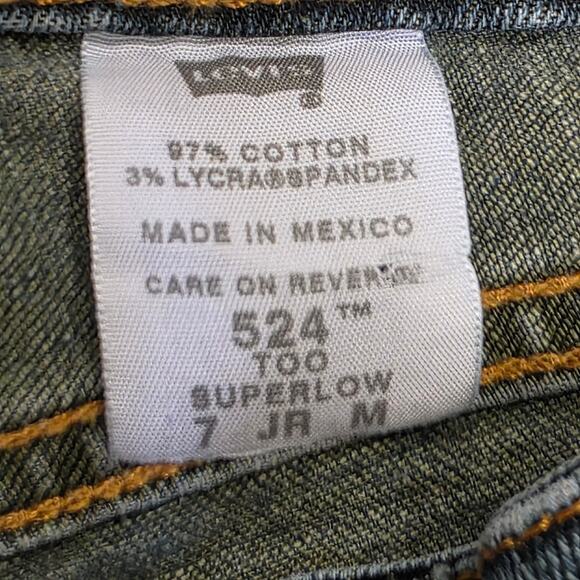 LEVI'S
97% COTTON
3% LYCRA®SPANDEX
MADE IN MEXICO
CARE ON REVERSE
524™
TOO
SUPERLOW
7 JR M